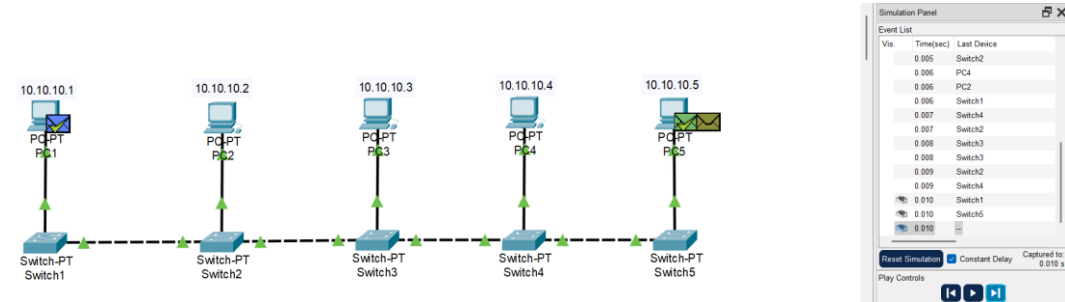 10.10.10.1
10.10.10.2
10.10.10.3
10.10.10.4
10.10.10.5
PC-PT
PC1
PC-PT
PC2
PC-PT
PC3
PC-PT
PC4
PC-PT
PC5
Switch-PT
Switch1
Switch-PT
Switch2
Switch-PT
Switch3
Switch-PT
Switch4
Switch-PT
Switch5
Simulation Panel
Event List
Vis. Time(sec) Last Device
0.005 Switch2
0.006 PC4
0.006 PC2
0.006 Switch1
0.007 Switch4
0.007 Switch2
0.008 Switch3
0.008 Switch3
0.009 Switch2
0.009 Switch4
0.010 Switch1
0.010 Switch5
0.010 --
Reset Simulation Constant Delay Captured to:
0.010 s
Play Controls